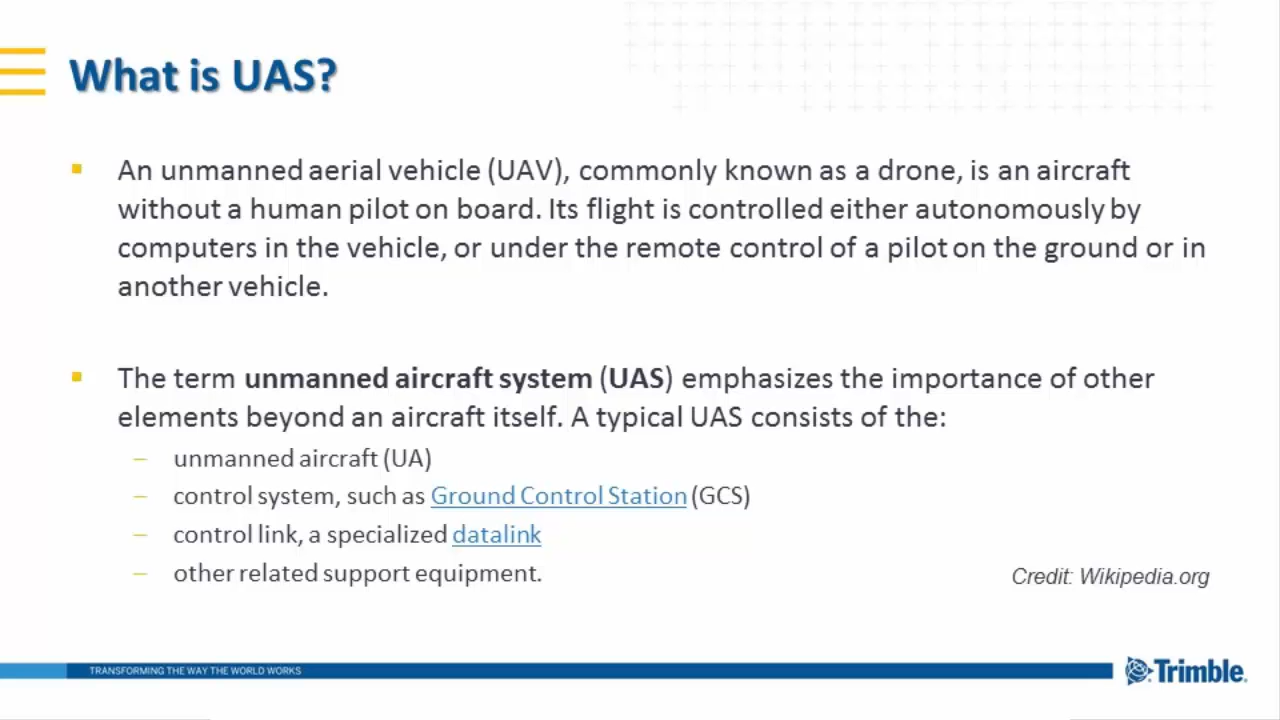 What is UAS?
An unmanned aerial vehicle (UAV), commonly known as a drone, is an aircraft
without a human pilot on board. Its flight is controlled either autonomously by
computers in the vehicle, or under the remote control of a pilot on the ground or in
another vehicle.
The term unmanned aircraft system (UAS) emphasizes the importance of other
elements beyond an aircraft itself. A typical UAS consists of the:
– unmanned aircraft (UA)
– control system, such as Ground Control Station (GCS)
– control link, a specialized datalink
– other related support equipment.
Credit: Wikipedia.org
TRANSFORMING THE WAY THE WORLD WORKS
Trimble.